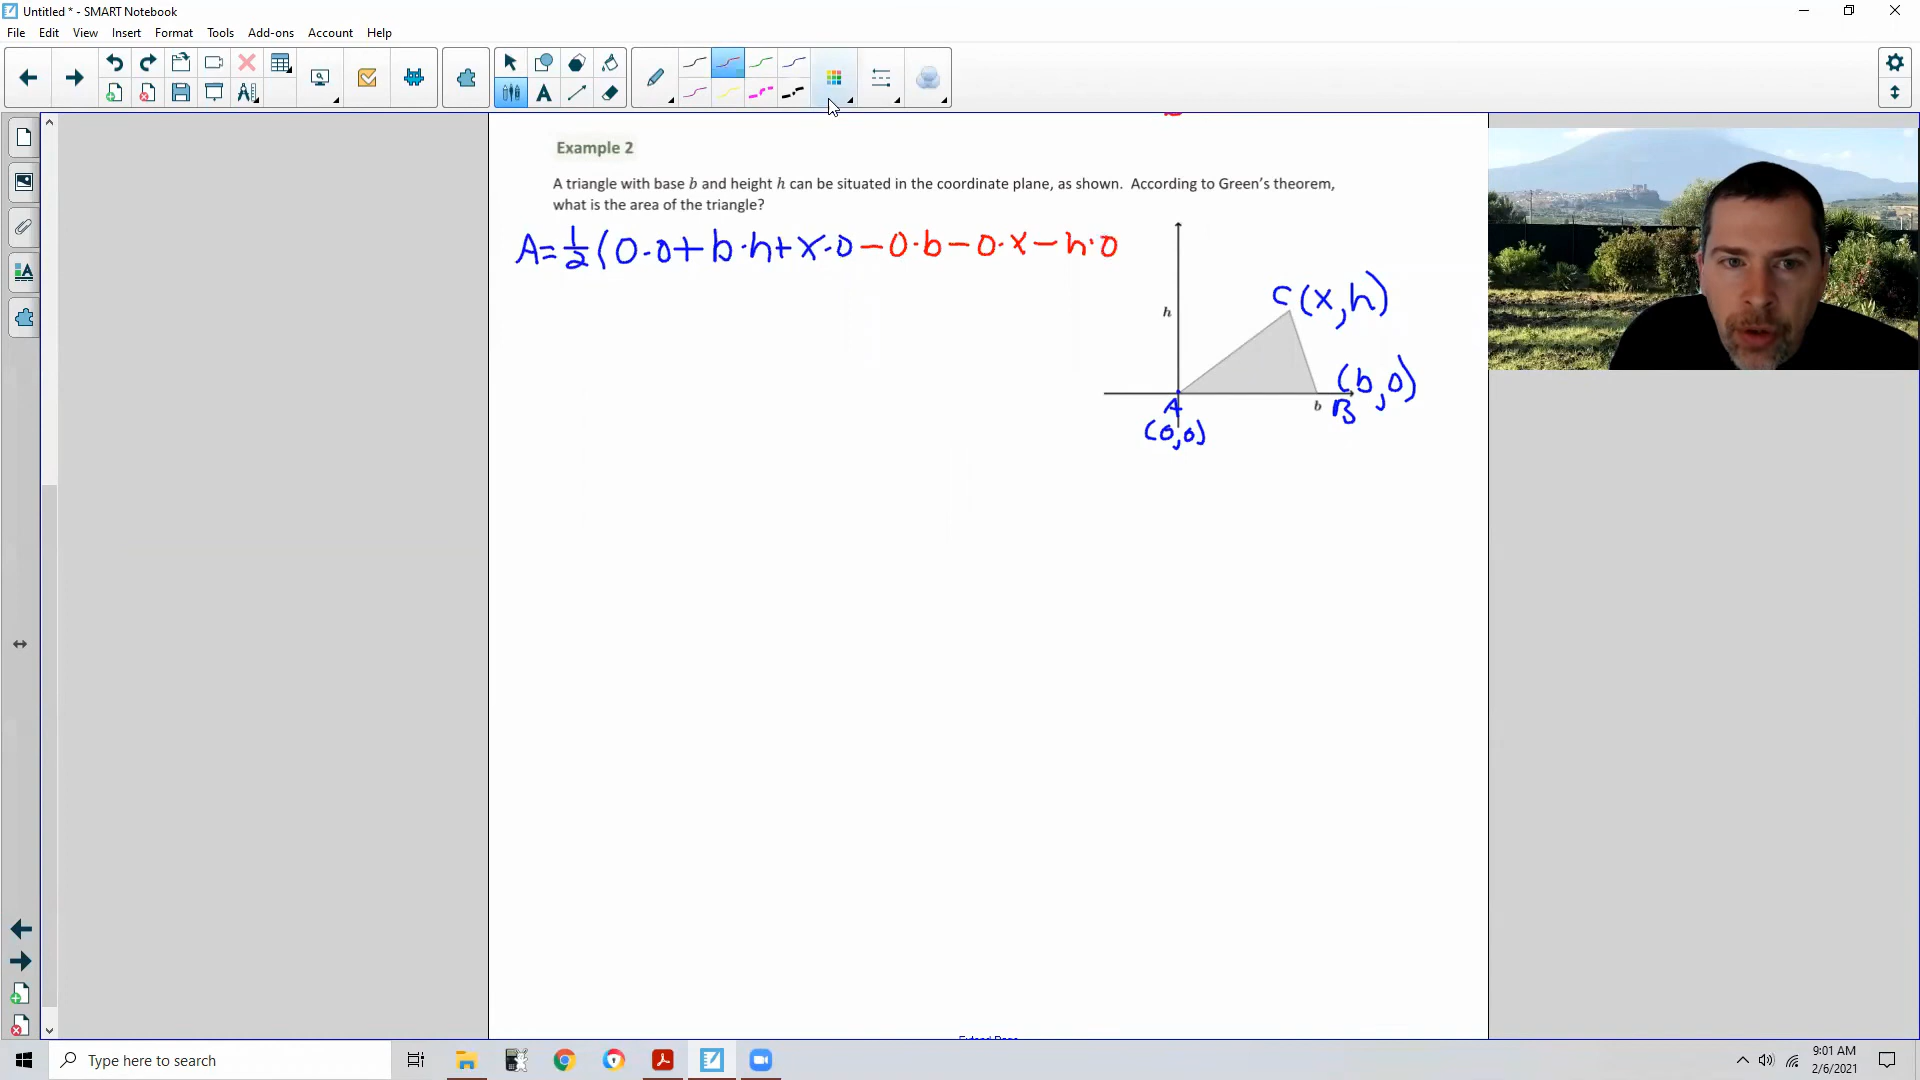 Untitled * - SMART Notebook
File Edit View Insert Format Tools Add-ons Account Help
Example 2
A triangle with base b and height h can be situated in the coordinate plane, as shown. According to Green's theorem,
what is the area of the triangle?
A=1/2(0·0+b·h+x·0-0·b-0·x-h·0
C(x,h)
h
(b,0)
A
b
B
(0,0)
Type here to search
9:01 AM
2/6/2021